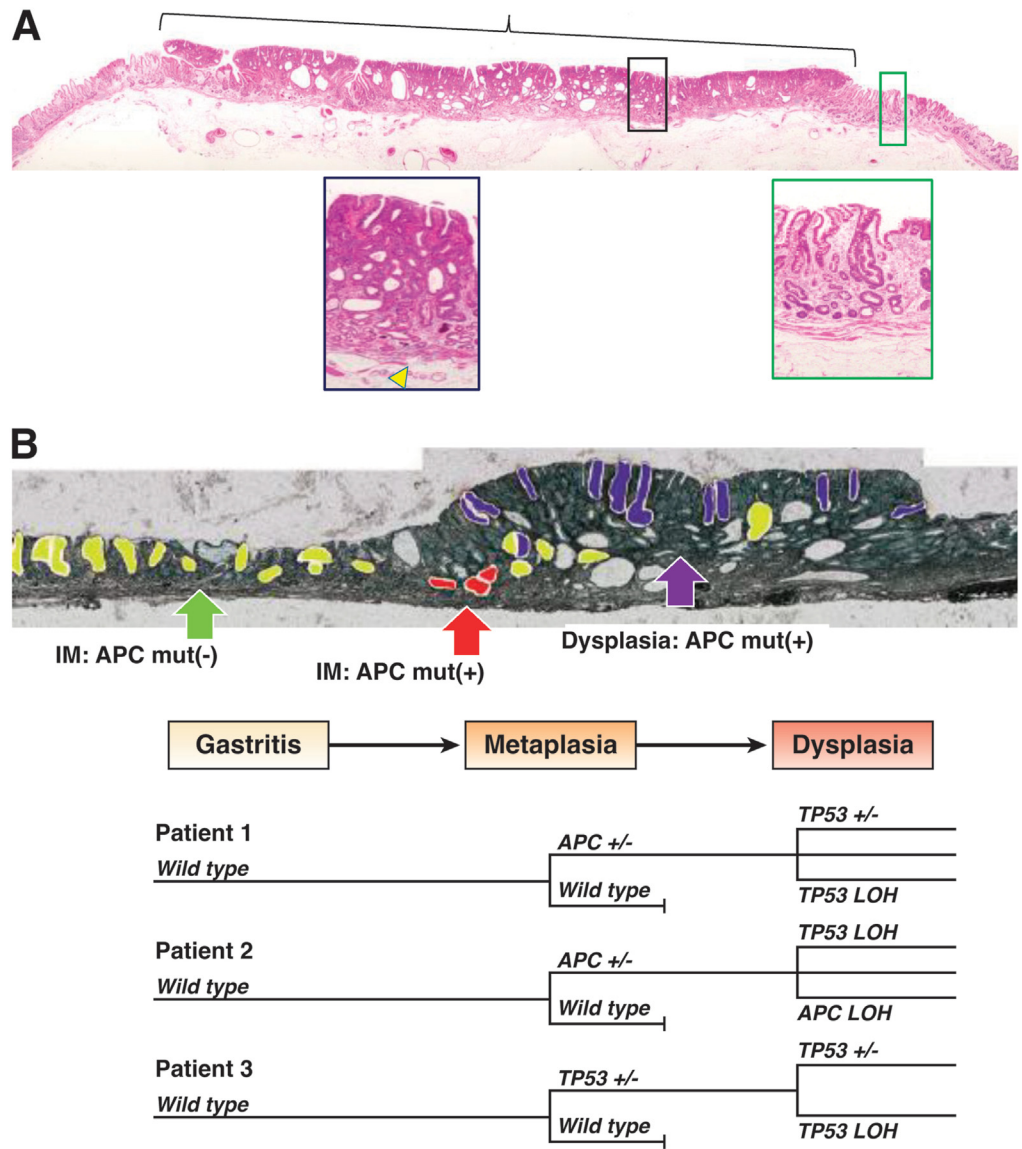 A
B
IM: APC mut(-)
IM: APC mut(+)
Dysplasia: APC mut(+)
Gastritis
Metaplasia
Dysplasia
Patient 1
Wild type
APC +/-
Wild type
TP53 +/-
TP53 LOH
Patient 2
Wild type
APC +/-
Wild type
TP53 LOH
APC LOH
Patient 3
Wild type
TP53 +/-
Wild type
TP53 +/-
TP53 LOH